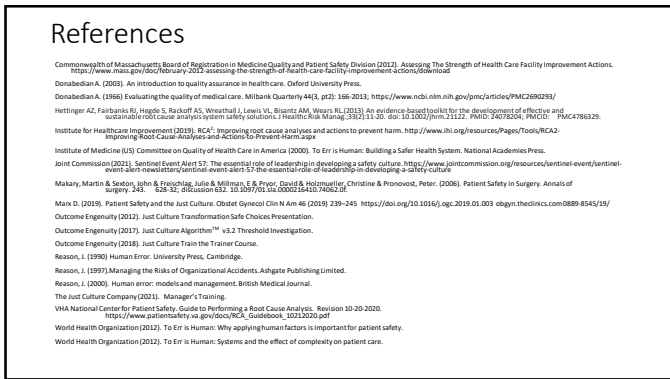 References
Commonwealth of Massachusetts Board of Registration in Medicine Quality and Patient Safety Division (2012). Assessing The Strength of Health Care Facility Improvement Actions.
https://www.mass.gov/doc/february-2012-assessing-the-strength-of-health-care-facility-improvement-actions/download
Donabedian A. (2003). An introduction to quality assurance in health care. Oxford University Press.
Donabedian A. (1966) Evaluating the quality of medical care. Milbank Quarterly 44(3, pt2): 166-2013; https://www.ncbi.nlm.nih.gov/pmc/articles/PMC2690293/
Hettinger AZ, Fairbanks RJ, Hegde S, Rackoff AS, Wreathall J, Lewis VL, Bisantz AM, Wears RL.(2013) An evidence-based toolkit for the development of effective and
sustainable root cause analysis system safety solutions. J Healthc Risk Manag.;33(2):11-20. doi: 10.1002/jhrm.21122. PMID: 24078204; PMCID: PMC4786329.
Institute for Healthcare Improvement (2019). RCA²: Improving root cause analyses and actions to prevent harm. http://www.ihi.org/resources/Pages/Tools/RCA2-
Improving-Root-Cause-Analyses-and-Actions-to-Prevent-Harm.aspx
Institute of Medicine (US) Committee on Quality of Health Care in America (2000). To Err is Human: Building a Safer Health System. National Academies Press.
Joint Commission (2021). Sentinel Event Alert 57: The essential role of leadership in developing a safety culture. https://www.jointcommission.org/resources/sentinel-event/sentinel-
event-alert-newsletters/sentinel-event-alert-57-the-essential-role-of-leadership-in-developing-a-safety-culture
Makary, Martin & Sexton, John & Freischlag, Julie & Millman, E & Pryor, David & Holzmueller, Christine & Pronovost, Peter. (2006). Patient Safety in Surgery. Annals of
surgery. 243. 628-32; discussion 632. 10.1097/01.sla.0000216410.74062.0f.
Marx D. (2019). Patient Safety and the Just Culture. Obstet Gynecol Clin N Am 46 (2019) 239–245 https://doi.org/10.1016/j.ogc.2019.01.003 obgyn.theclinics.com 0889-8545/19/
Outcome Engenuity (2012). Just Culture Transformation Safe Choices Presentation.
Outcome Engenuity (2017). Just Culture Algorithm™ v3.2 Threshold Investigation.
Outcome Engenuity (2018). Just Culture Train the Trainer Course.
Reason, J. (1990) Human Error. University Press, Cambridge.
Reason, J. (1997).Managing the Risks of Organizational Accidents. Ashgate Publishing Limited.
Reason, J. (2000). Human error: models and management. British Medical Journal.
The Just Culture Company (2021). Manager's Training.
VHA National Center for Patient Safety. Guide to Performing a Root Cause Analysis. Revision 10-20-2020.
https://www.patientsafety.va.gov/docs/RCA_Guidebook_10212020.pdf
World Health Organization (2012). To Err is Human: Why applying human factors is important for patient safety.
World Health Organization (2012). To Err is Human: Systems and the effect of complexity on patient care.